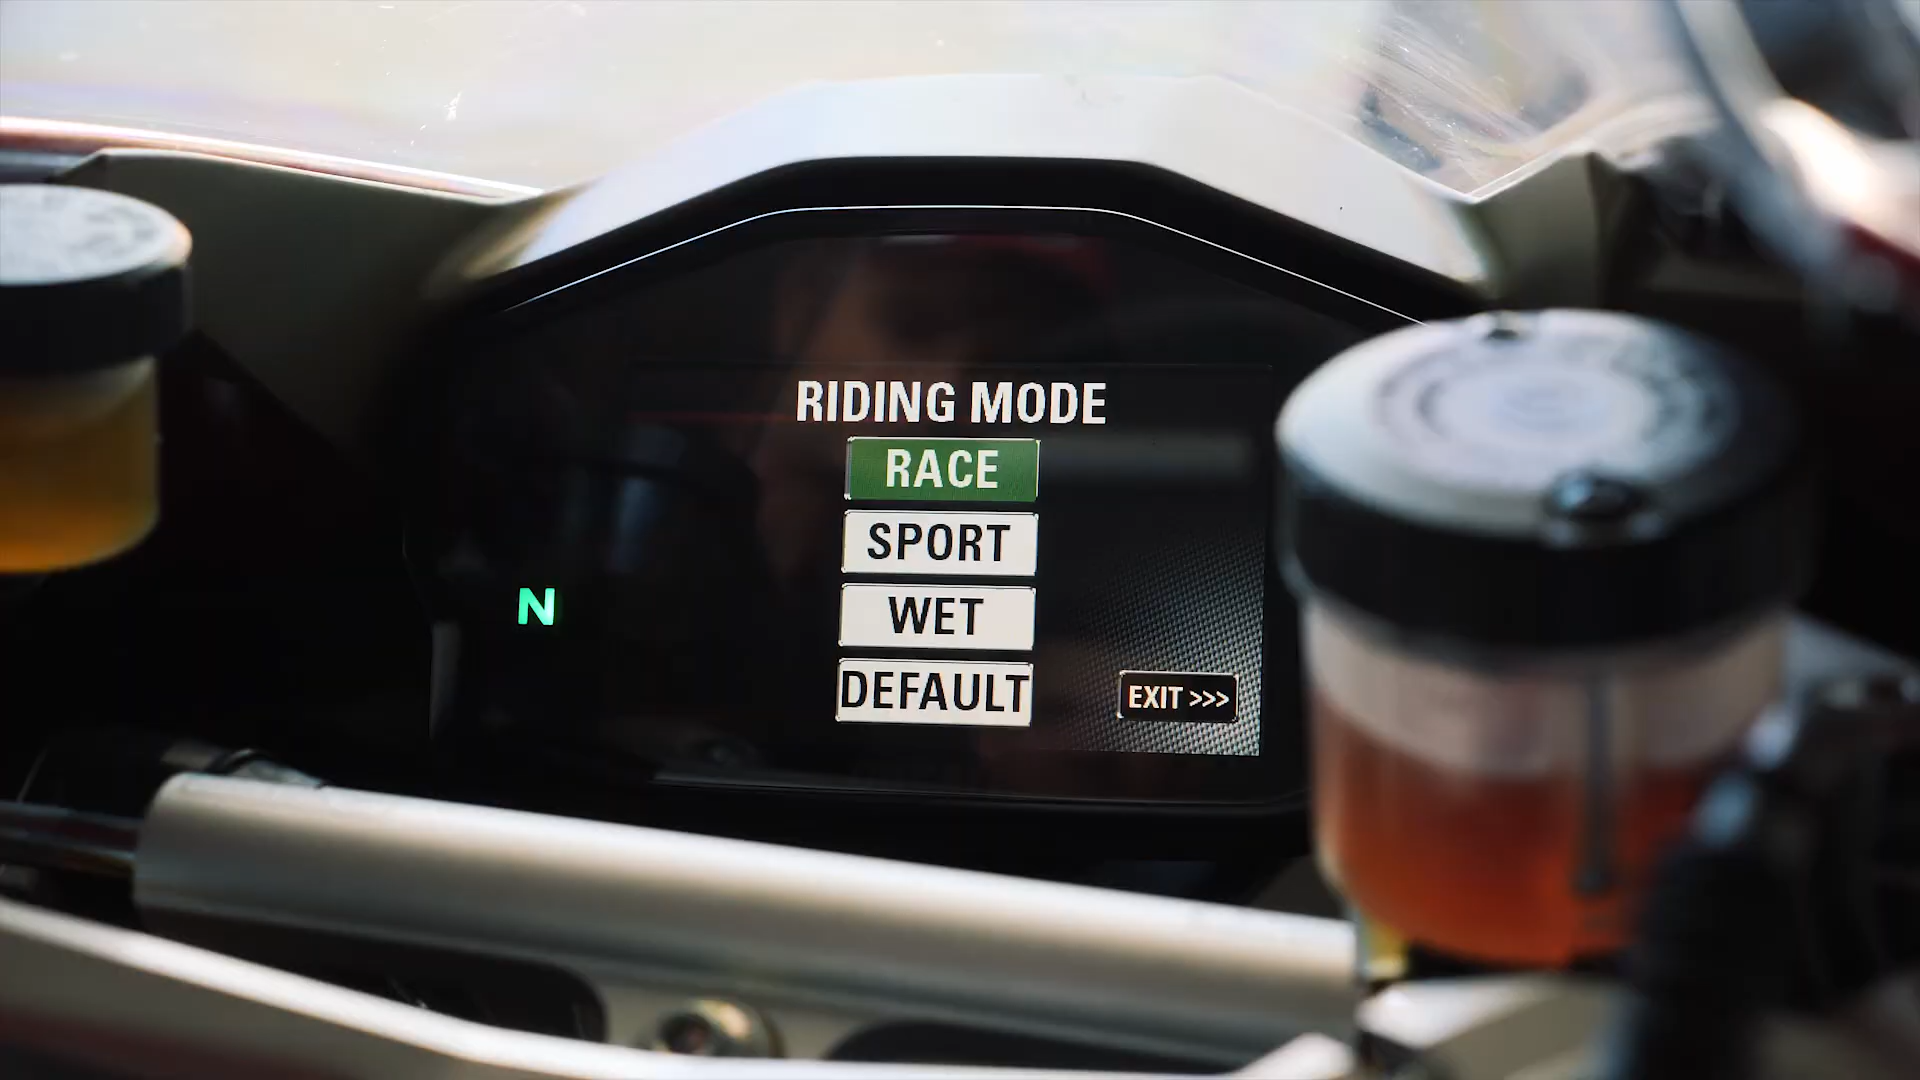 RIDING MODE
RACE
SPORT
N
WET
DEFAULT
EXIT >>>